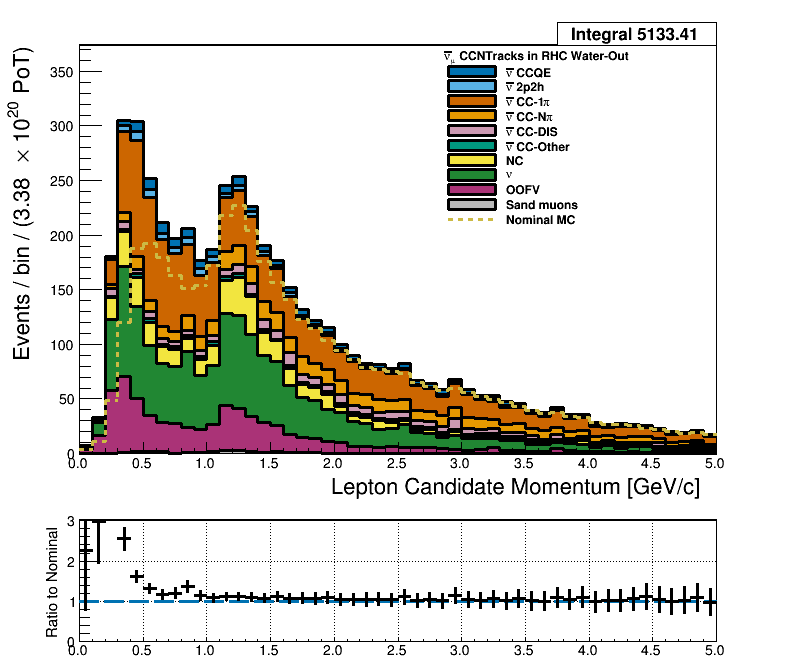 Integral 5133.41
ν̅μ CCNTracks in RHC Water-Out
ν̅ CCQE
ν̅ 2p2h
ν̅ CC-1π
ν̅ CC-Nπ
ν̅ CC-DIS
ν̅ CC-Other
NC
ν
OOFV
Sand muons
Nominal MC
Events / bin / (3.38 × 10²⁰ PoT)
350
300
250
200
150
100
50
0
0.0 0.5 1.0 1.5 2.0 2.5 3.0 3.5 4.0 4.5 5.0
Lepton Candidate Momentum [GeV/c]
Ratio to Nominal
3
2
1
0
0.0 0.5 1.0 1.5 2.0 2.5 3.0 3.5 4.0 4.5 5.0